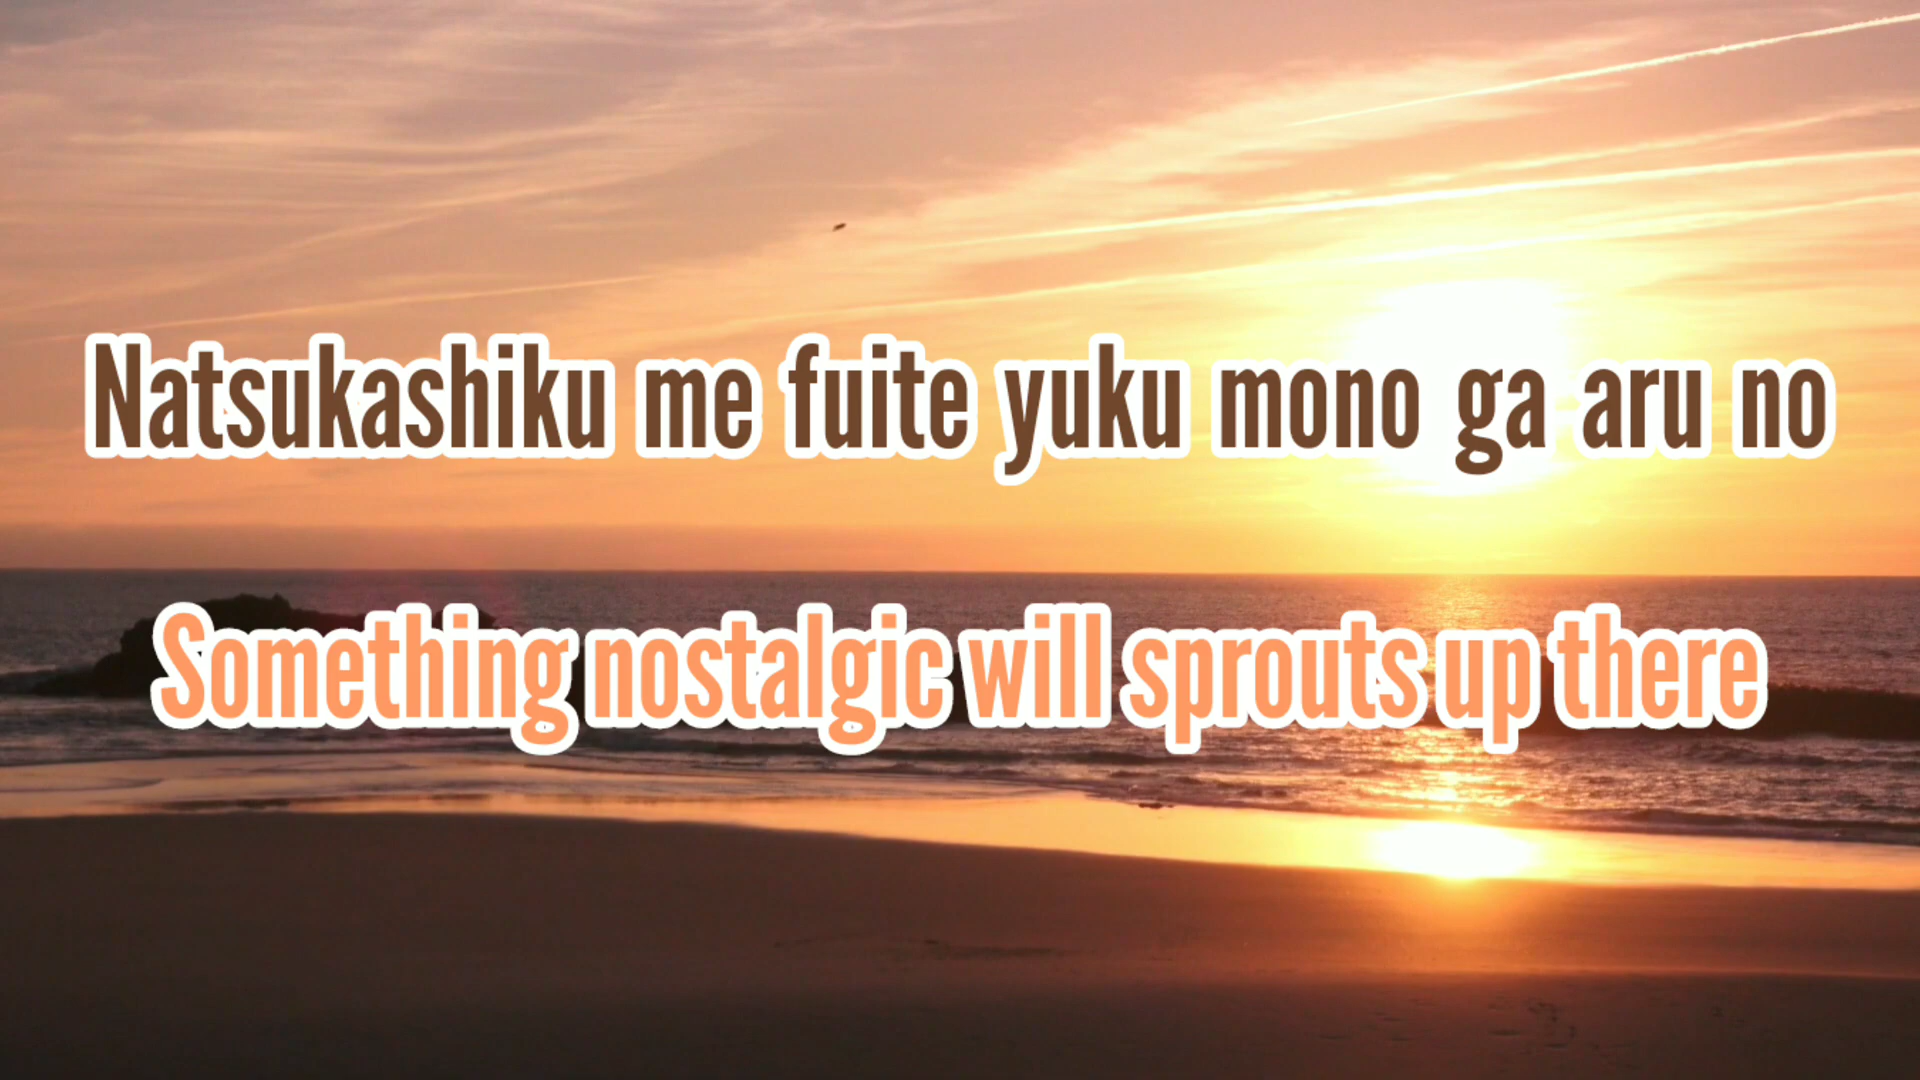 Natsukashiku me fuite yuku mono ga aru no
Something nostalgic will sprouts up there